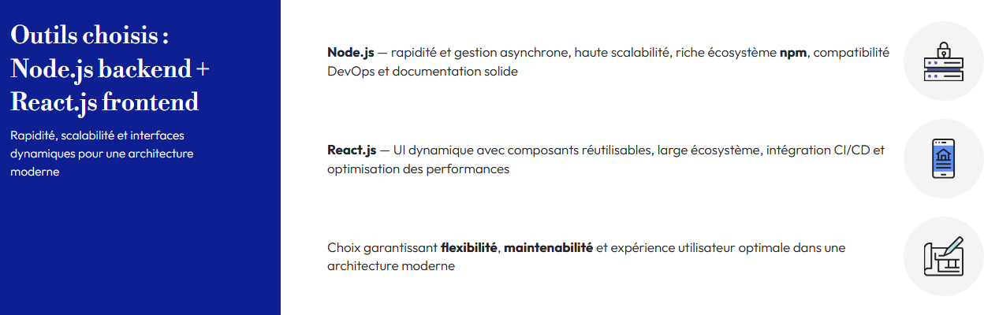 Outils choisis :
Node.js backend +
React.js frontend
Rapidité, scalabilité et interfaces
dynamiques pour une architecture
moderne
Node.js — rapidité et gestion asynchrone, haute scalabilité, riche écosystème npm, compatibilité
DevOps et documentation solide
React.js — UI dynamique avec composants réutilisables, large écosystème, intégration CI/CD et
optimisation des performances
Choix garantissant flexibilité, maintenabilité et expérience utilisateur optimale dans une
architecture moderne